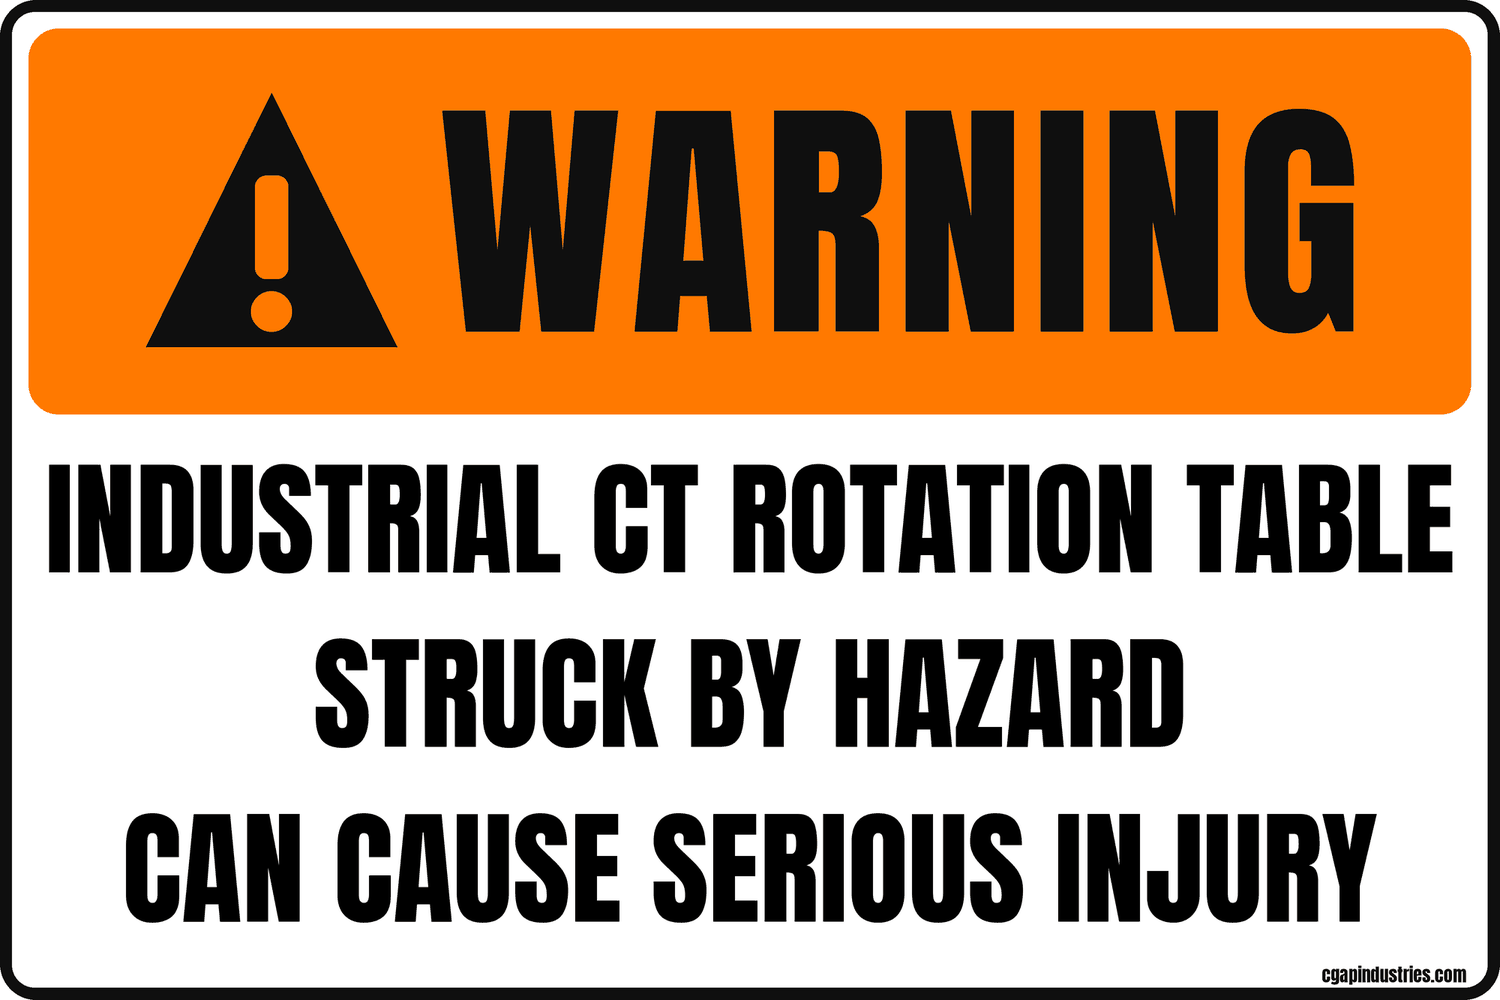 WARNING
INDUSTRIAL CT ROTATION TABLE
STRUCK BY HAZARD
CAN CAUSE SERIOUS INJURY
cgapindustries.com